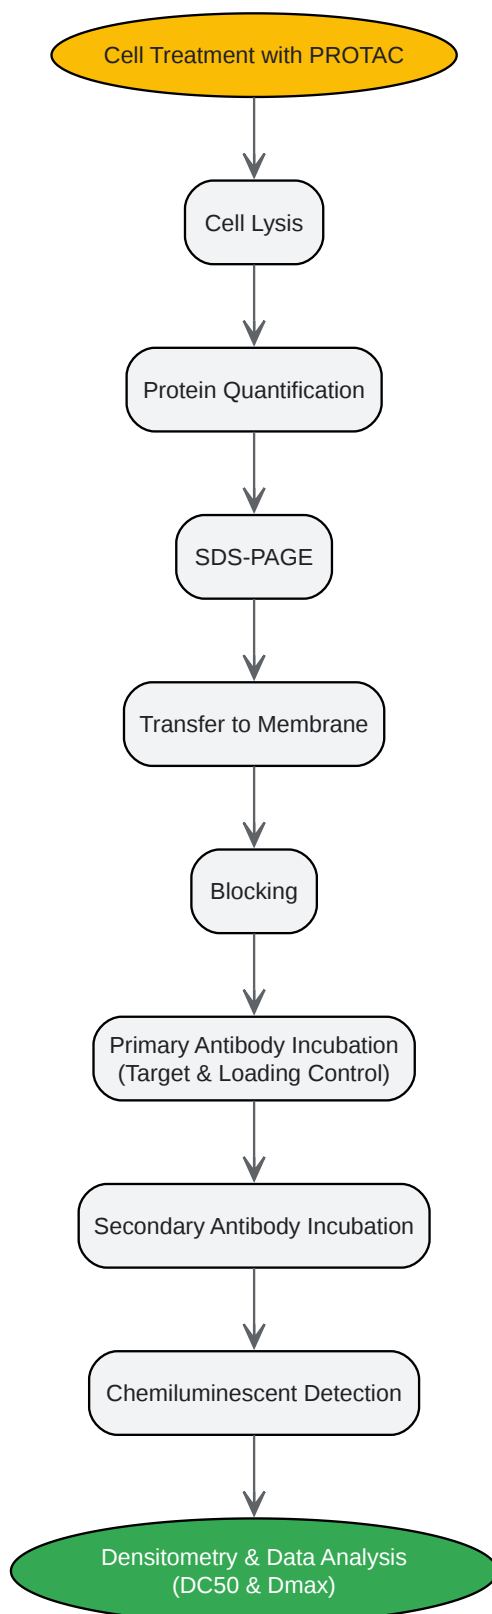 Cell Treatment with PROTAC
Cell Lysis
Protein Quantification
SDS-PAGE
Transfer to Membrane
Blocking
Primary Antibody Incubation
(Target & Loading Control)
Secondary Antibody Incubation
Chemiluminescent Detection
Densitometry & Data Analysis
(DC50 & Dmax)